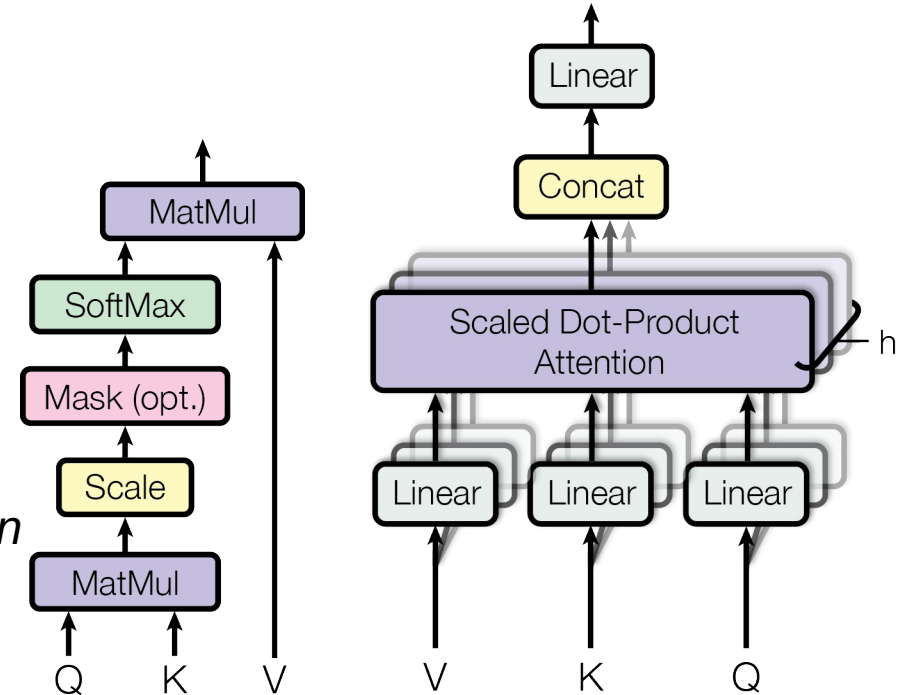 MatMul
SoftMax
Mask (opt.)
Scale
n
MatMul
Q K V
Linear
Concat
Scaled Dot-Product
Attention
h
Linear Linear Linear
V K Q